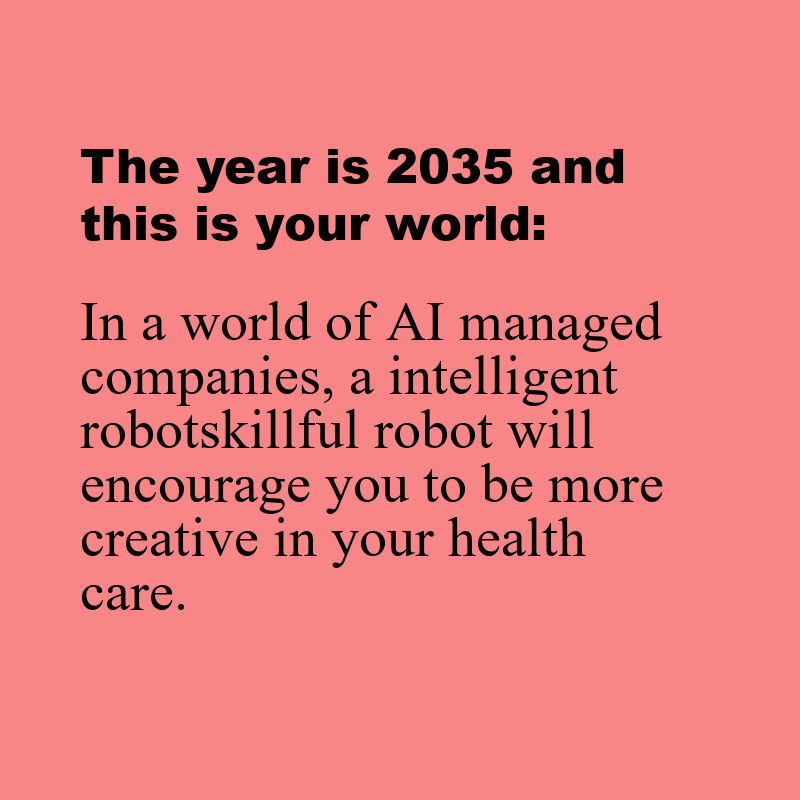 The year is 2035 and
this is your world:
In a world of AI managed
companies, a intelligent
robotskillful robot will
encourage you to be more
creative in your health
care.